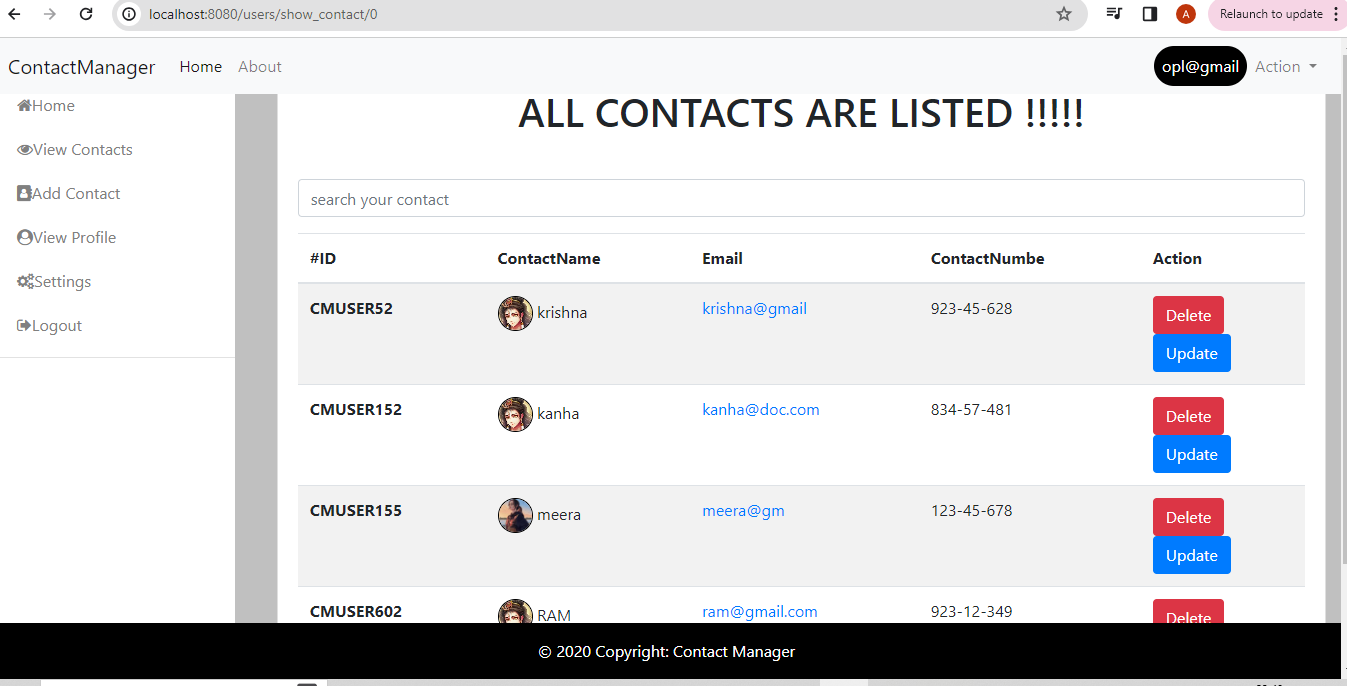 localhost:8080/users/show_contact/0
A
Relaunch to update
ContactManager Home About opl@gmail Action
Home
View Contacts
Add Contact
View Profile
Settings
Logout
ALL CONTACTS ARE LISTED !!!!!
search your contact
#ID ContactName Email ContactNumbe Action
CMUSER52 krishna krishna@gmail 923-45-628 Delete
Update
CMUSER152 kanha kanha@doc.com 834-57-481 Delete
Update
CMUSER155 meera meera@gm 123-45-678 Delete
Update
CMUSER602 RAM ram@gmail.com 923-12-349 Delete
© 2020 Copyright: Contact Manager